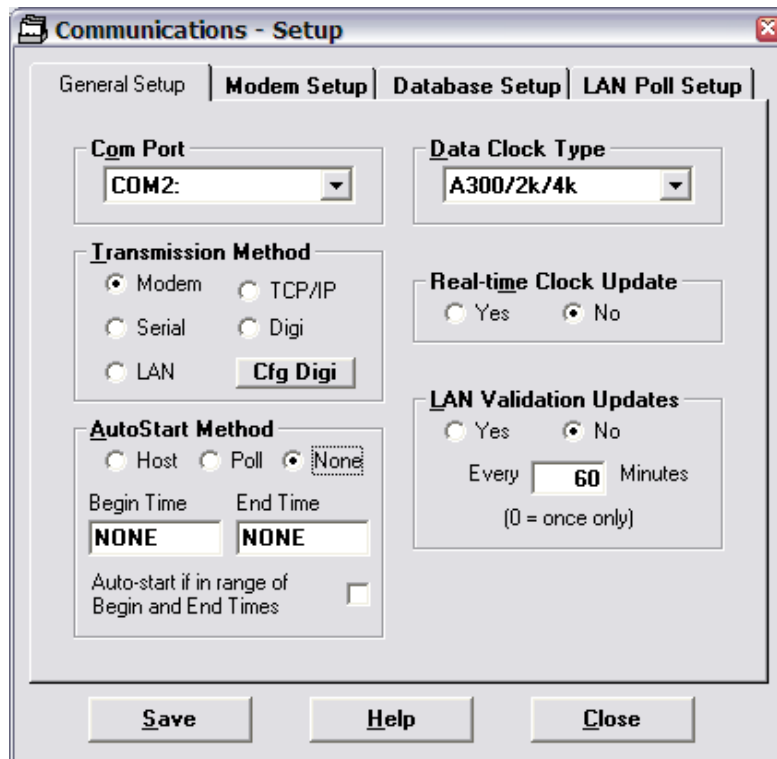 Communications - Setup
General Setup Modem Setup Database Setup LAN Poll Setup
Com Port
COM2:
Data Clock Type
A300/2k/4k
Transmission Method
Modem TCP/IP
Serial Digi
LAN Cfg Digi
Real-time Clock Update
Yes No
AutoStart Method
Host Poll None
Begin Time End Time
NONE NONE
Auto-start if in range of
Begin and End Times
LAN Validation Updates
Yes No
Every 60 Minutes
(0 = once only)
Save Help Close